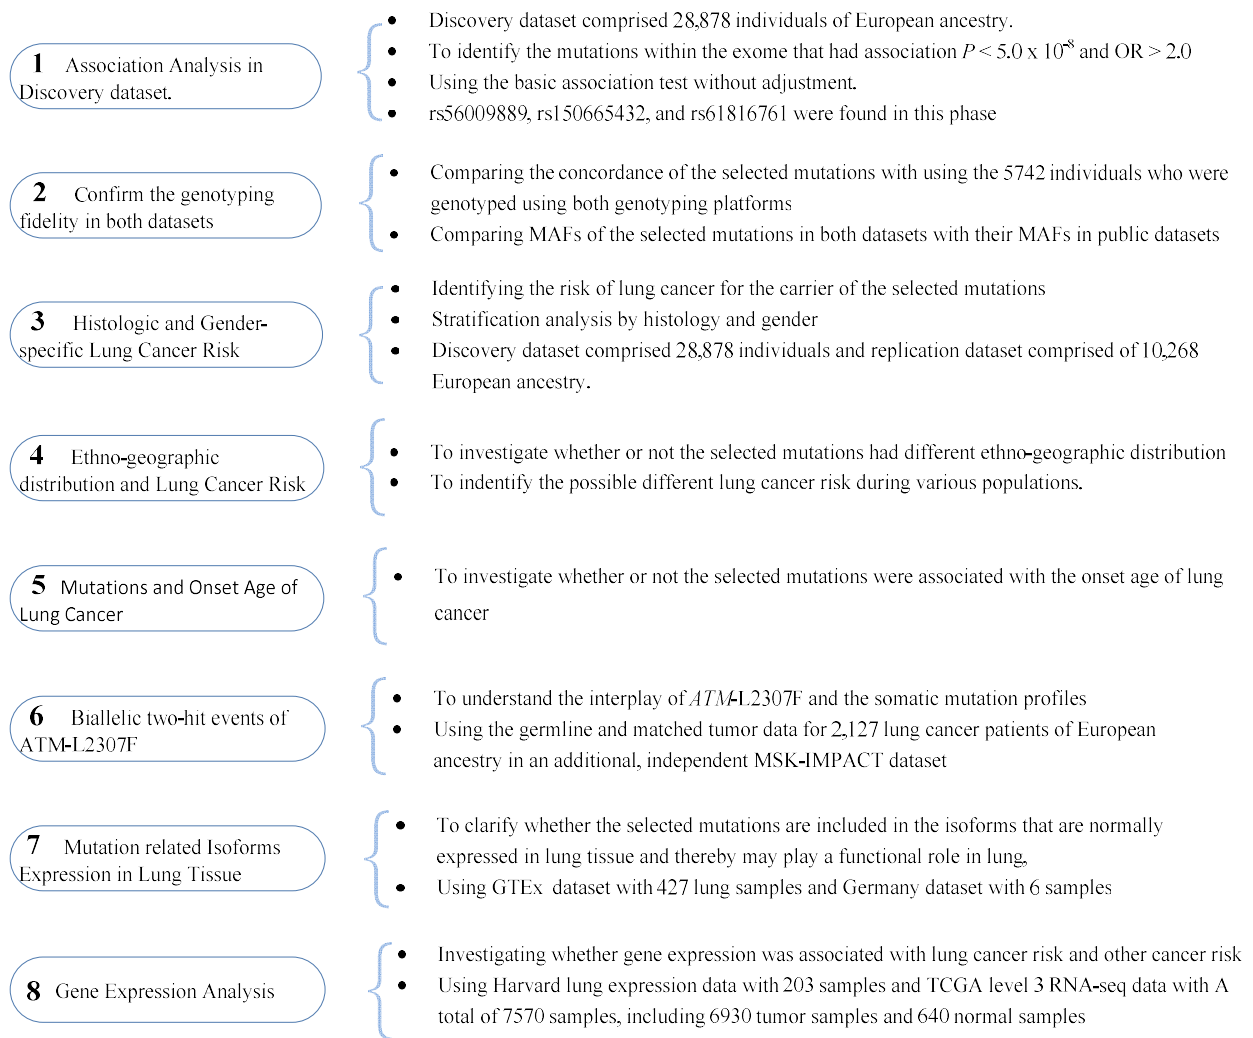 1 Association Analysis in
Discovery dataset.
• Discovery dataset comprised 28,878 individuals of European ancestry.
• To identify the mutations within the exome that had association P < 5.0 x 10⁻⁸ and OR > 2.0
• Using the basic association test without adjustment.
• rs56009889, rs150665432, and rs61816761 were found in this phase
2 Confirm the genotyping
fidelity in both datasets
• Comparing the concordance of the selected mutations with using the 5742 individuals who were
genotyped using both genotyping platforms
• Comparing MAFs of the selected mutations in both datasets with their MAFs in public datasets
3 Histologic and Gender-
specific Lung Cancer Risk
• Identifying the risk of lung cancer for the carrier of the selected mutations
• Stratification analysis by histology and gender
• Discovery dataset comprised 28,878 individuals and replication dataset comprised of 10,268
European ancestry.
4 Ethno-geographic
distribution and Lung Cancer Risk
• To investigate whether or not the selected mutations had different ethno-geographic distribution
• To indentify the possible different lung cancer risk during various populations.
5 Mutations and Onset Age of
Lung Cancer
• To investigate whether or not the selected mutations were associated with the onset age of lung
cancer
6 Biallelic two-hit events of
ATM-L2307F
• To understand the interplay of ATM-L2307F and the somatic mutation profiles
• Using the germline and matched tumor data for 2,127 lung cancer patients of European
ancestry in an additional, independent MSK-IMPACT dataset
7 Mutation related Isoforms
Expression in Lung Tissue
• To clarify whether the selected mutations are included in the isoforms that are normally
expressed in lung tissue and thereby may play a functional role in lung,
• Using GTEx dataset with 427 lung samples and Germany dataset with 6 samples
8 Gene Expression Analysis
• Investigating whether gene expression was associated with lung cancer risk and other cancer risk
• Using Harvard lung expression data with 203 samples and TCGA level 3 RNA-seq data with A
total of 7570 samples, including 6930 tumor samples and 640 normal samples